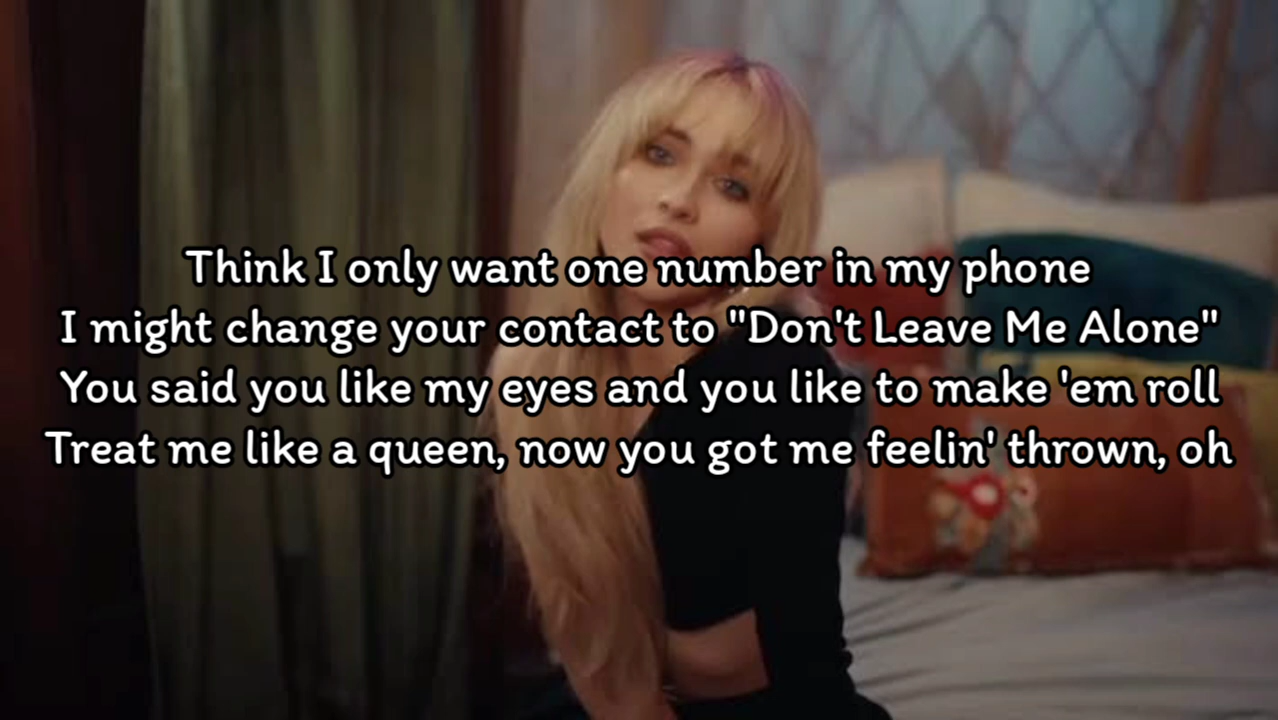 Think I only want one number in my phone
I might change your contact to "Don't Leave Me Alone"
You said you like my eyes and you like to make 'em roll
Treat me like a queen, now you got me feelin' thrown, oh